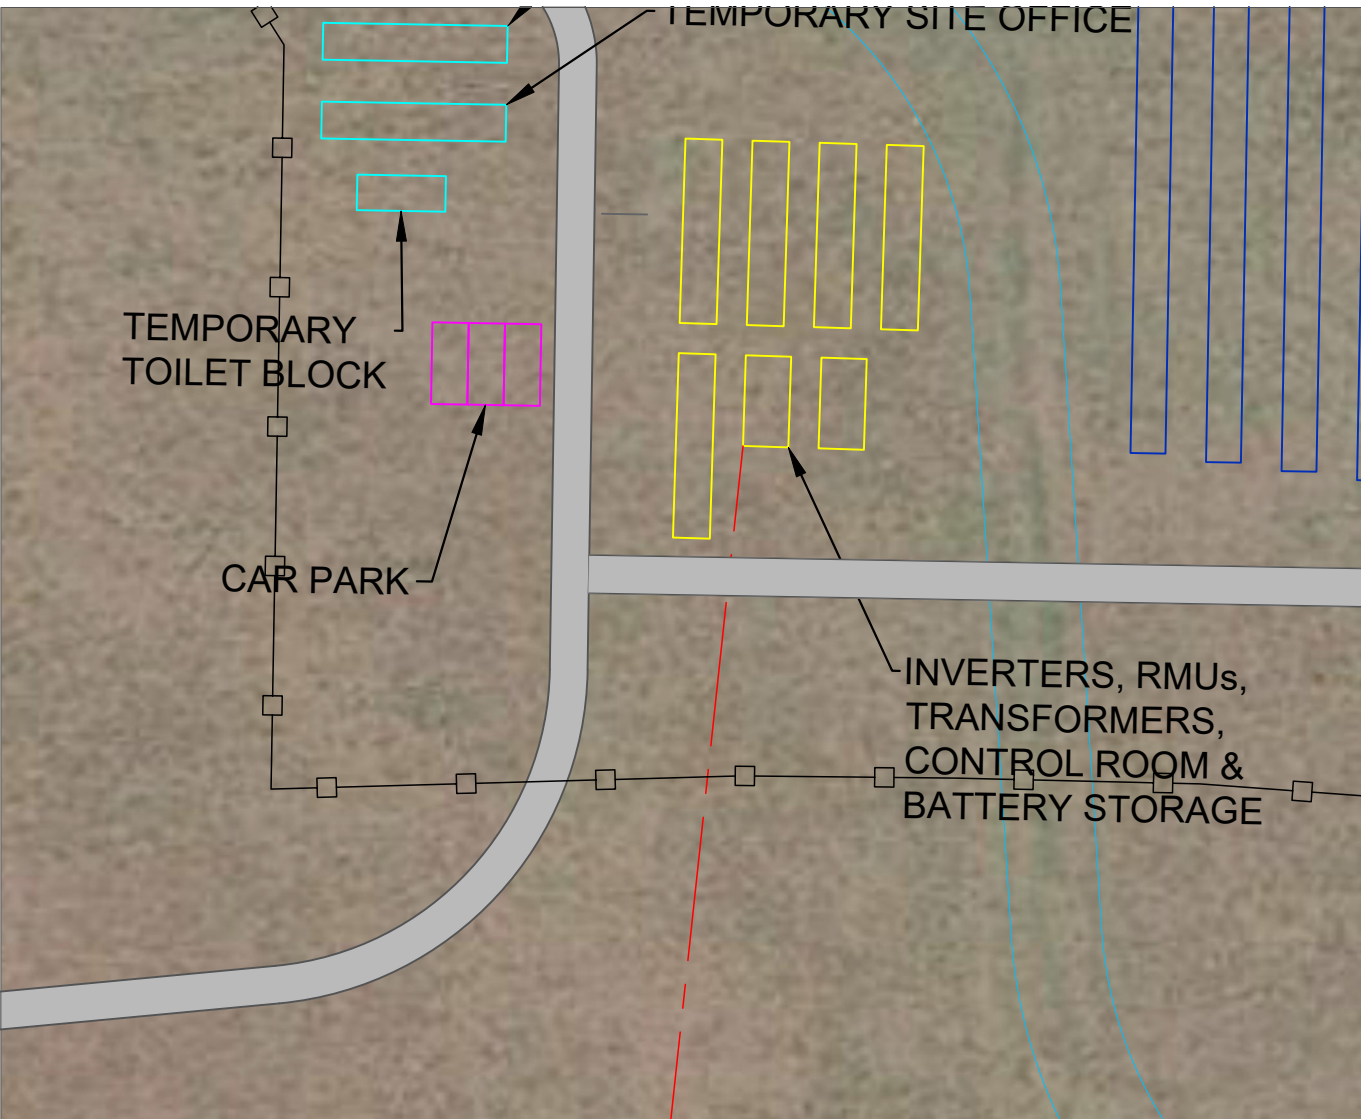 TEMPORARY SITE OFFICE
TEMPORARY
TOILET BLOCK
CAR PARK
INVERTERS, RMUs,
TRANSFORMERS,
CONTROL ROOM &
BATTERY STORAGE